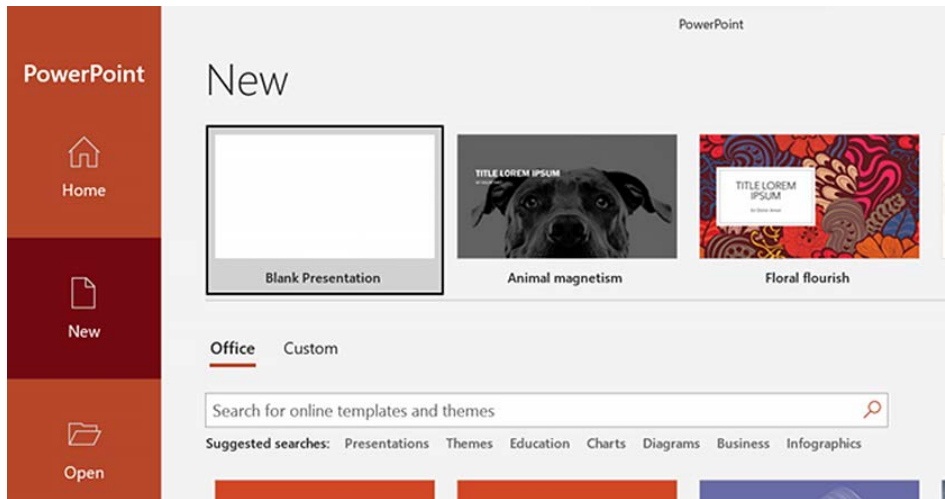 PowerPoint
PowerPoint
Home
New
Open
New
TITLE LOREM IPSUM
TITLE LOREM
IPSUM
Blank Presentation
Animal magnetism
Floral flourish
Office Custom
Search for online templates and themes
Suggested searches: Presentations Themes Education Charts Diagrams Business Infographics